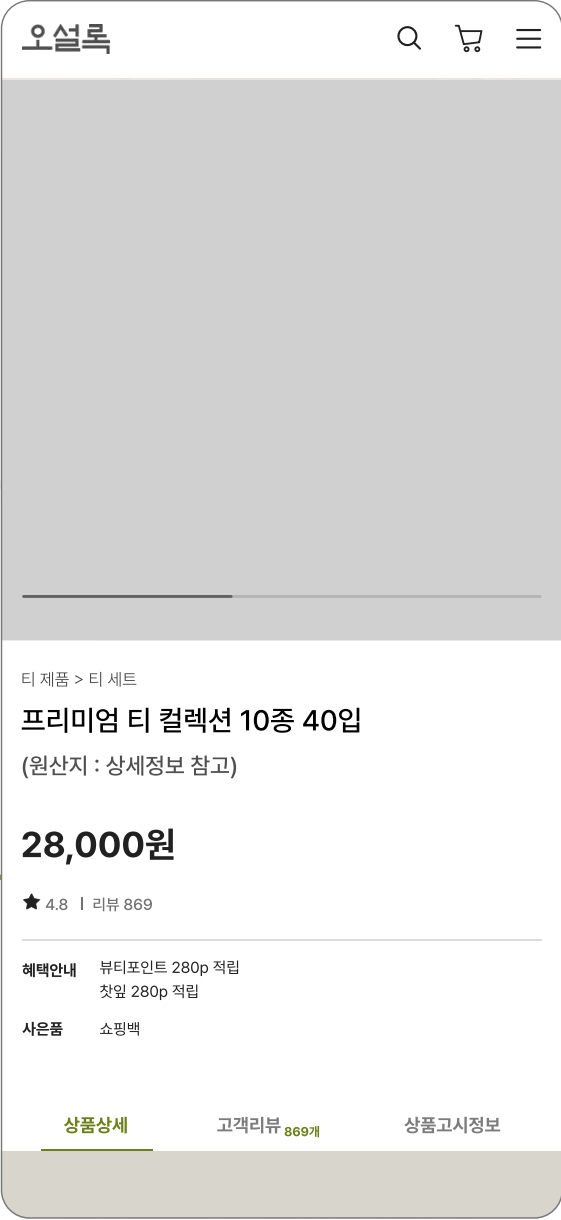 오설록
티 제품 > 티 세트
프리미엄 티 컬렉션 10종 40입
(원산지 : 상세정보 참고)
28,000원
★ 4.8 | 리뷰 869
혜택안내 뷰티포인트 280p 적립
찻잎 280p 적립
사은품 쇼핑백
상품상세 고객리뷰 869개 상품고시정보